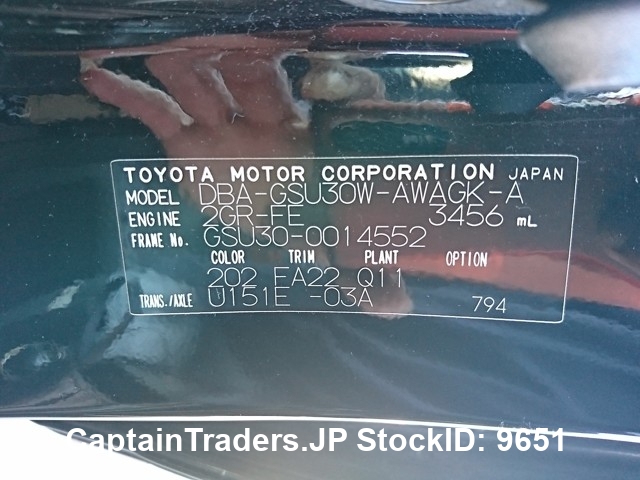 TOYOTA MOTOR CORPORATION JAPAN
MODEL DBA-GSU30W-AWAGK-A
ENGINE 2GR-FE 3456 mL
FRAME No. GSU30-0014552
COLOR TRIM PLANT OPTION
202 FA22 Q11
TRANS./AXLE U151E -03A 794
CaptainTraders.JP StockID: 9651